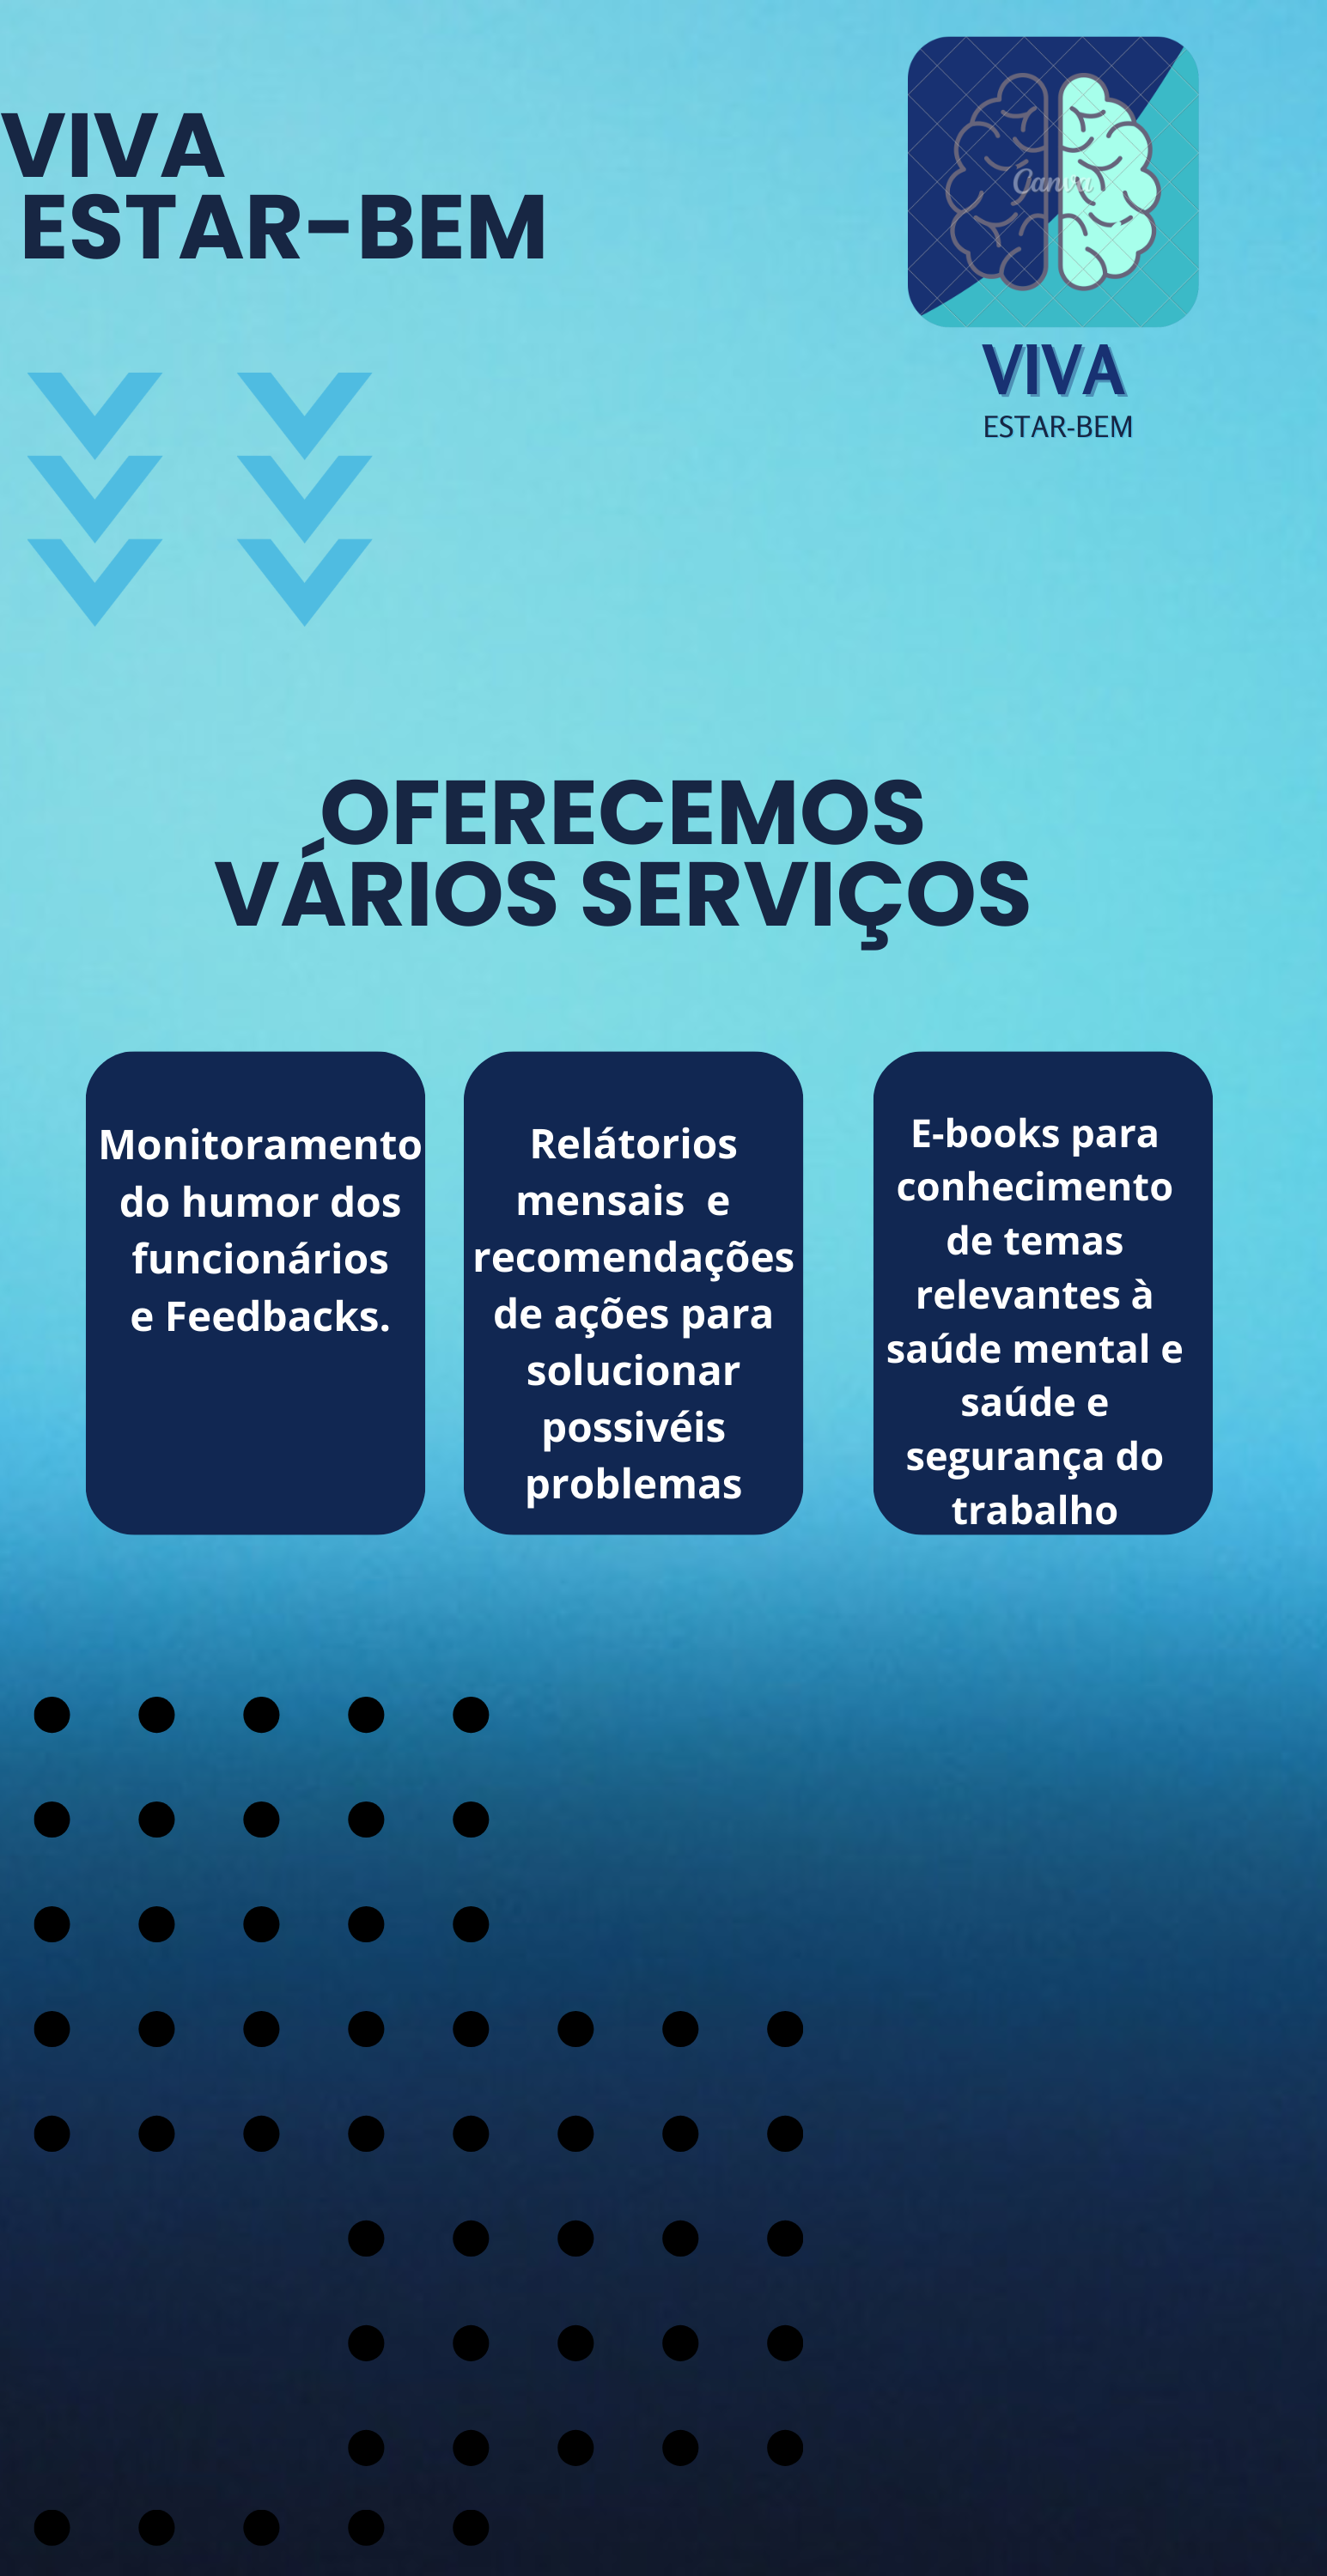 VIVA
ESTAR-BEM
Canva
VIVA
ESTAR-BEM
OFERECEMOS
VÁRIOS SERVIÇOS
Monitoramento
do humor dos
funcionários
e Feedbacks.
Relátorios
mensais e
recomendações
de ações para
solucionar
possivéis
problemas
E-books para
conhecimento
de temas
relevantes à
saúde mental e
saúde e
segurança do
trabalho